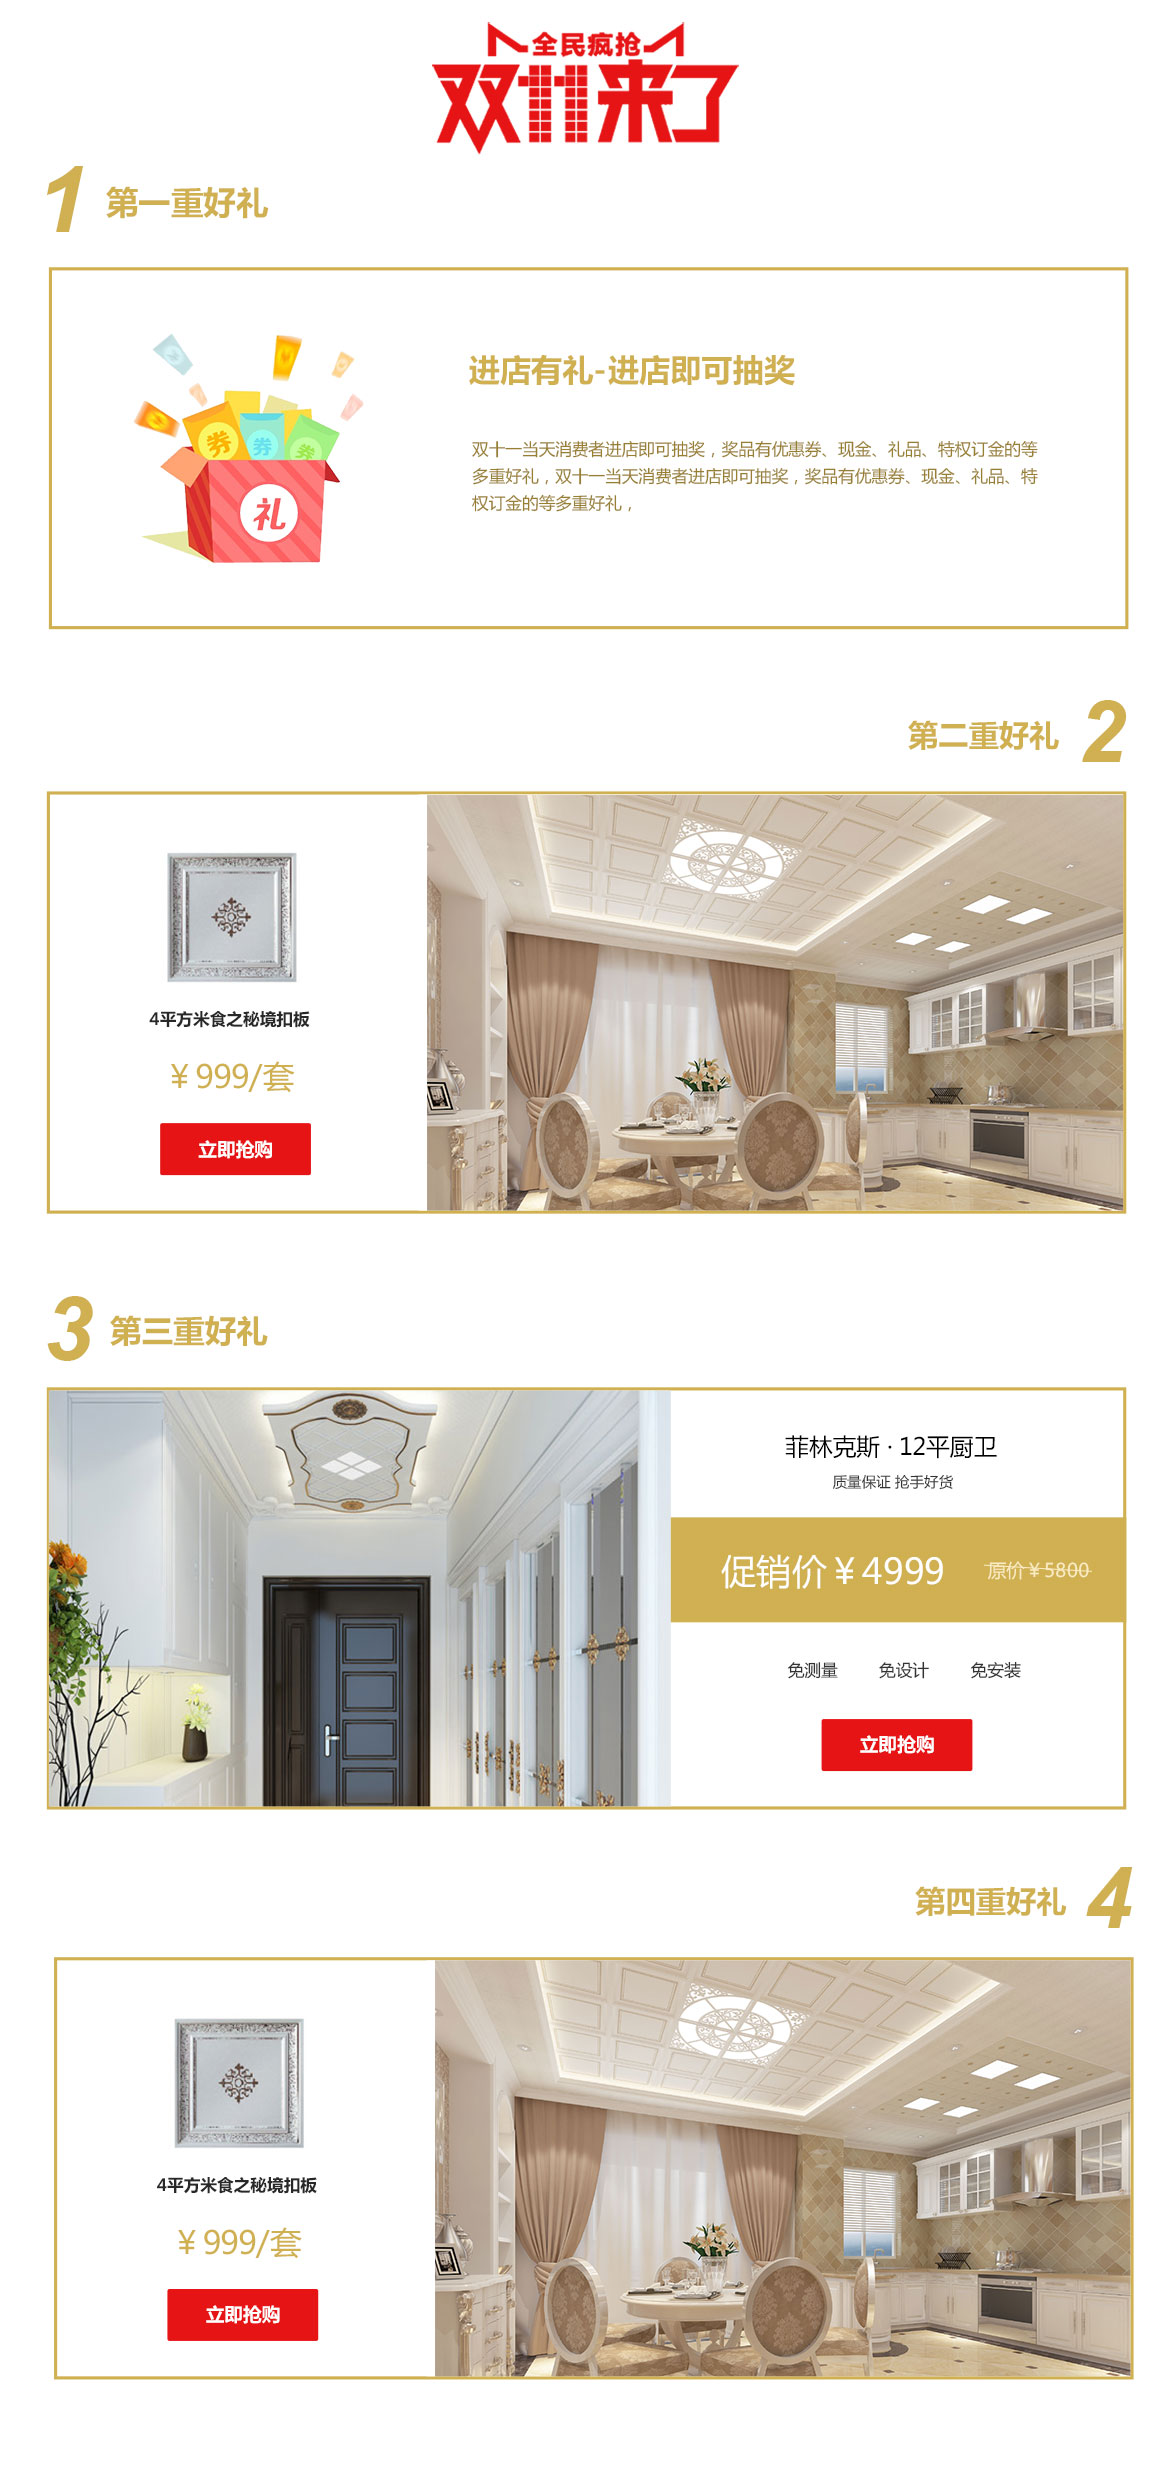 全民疯抢
双11来了
1 第一重好礼
券 券 券
礼
进店有礼-进店即可抽奖
双十一当天消费者进店即可抽奖，奖品有优惠券、现金、礼品、特权订金的等
多重好礼，双十一当天消费者进店即可抽奖，奖品有优惠券、现金、礼品、特
权订金的等多重好礼，
第二重好礼 2
4平方米食之秘境扣板
¥ 999/套
立即抢购
3 第三重好礼
菲林克斯 · 12平厨卫
质量保证 抢手好货
促销价 ¥ 4999 原价 ¥ 5800
免测量 免设计 免安装
立即抢购
第四重好礼 4
4平方米食之秘境扣板
¥ 999/套
立即抢购